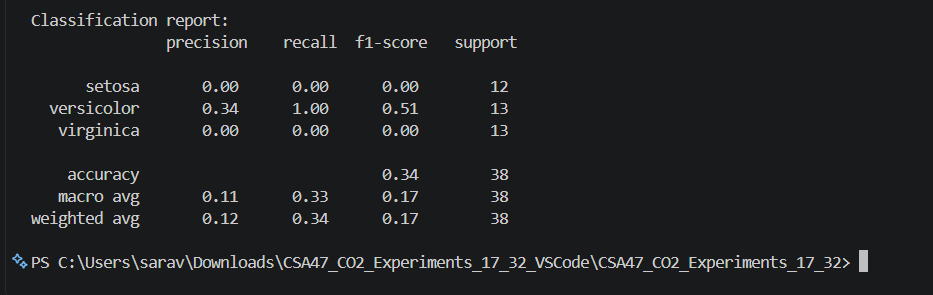 Classification report:
precision recall f1-score support
setosa 0.00 0.00 0.00 12
versicolor 0.34 1.00 0.51 13
virginica 0.00 0.00 0.00 13
accuracy 0.34 38
macro avg 0.11 0.33 0.17 38
weighted avg 0.12 0.34 0.17 38
PS C:\Users\sarav\Downloads\CSA47_CO2_Experiments_17_32_VSCode\CSA47_CO2_Experiments_17_32>